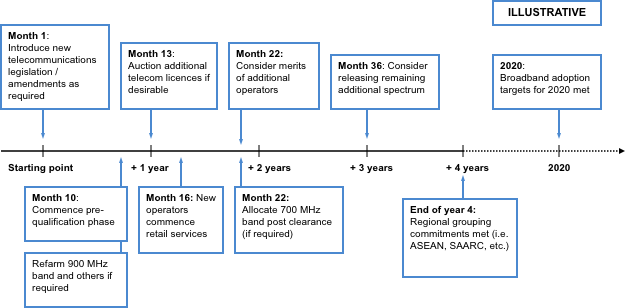 ILLUSTRATIVE
Month 1:
Introduce new
telecommunications
legislation /
amendments as
required
Month 13:
Auction additional
telecom licences if
desirable
Month 22:
Consider merits
of additional
operators
Month 36: Consider
releasing remaining
additional spectrum
2020:
Broadband adoption
targets for 2020 met
Starting point
+ 1 year
+ 2 years
+ 3 years
+ 4 years
2020
Month 10:
Commence pre-
qualification phase
Refarm 900 MHz
band and others if
required
Month 16: New
operators
commence
retail services
Month 22:
Allocate 700 MHz
band post clearance
(if required)
End of year 4:
Regional grouping
commitments met (i.e.
ASEAN, SAARC, etc.)